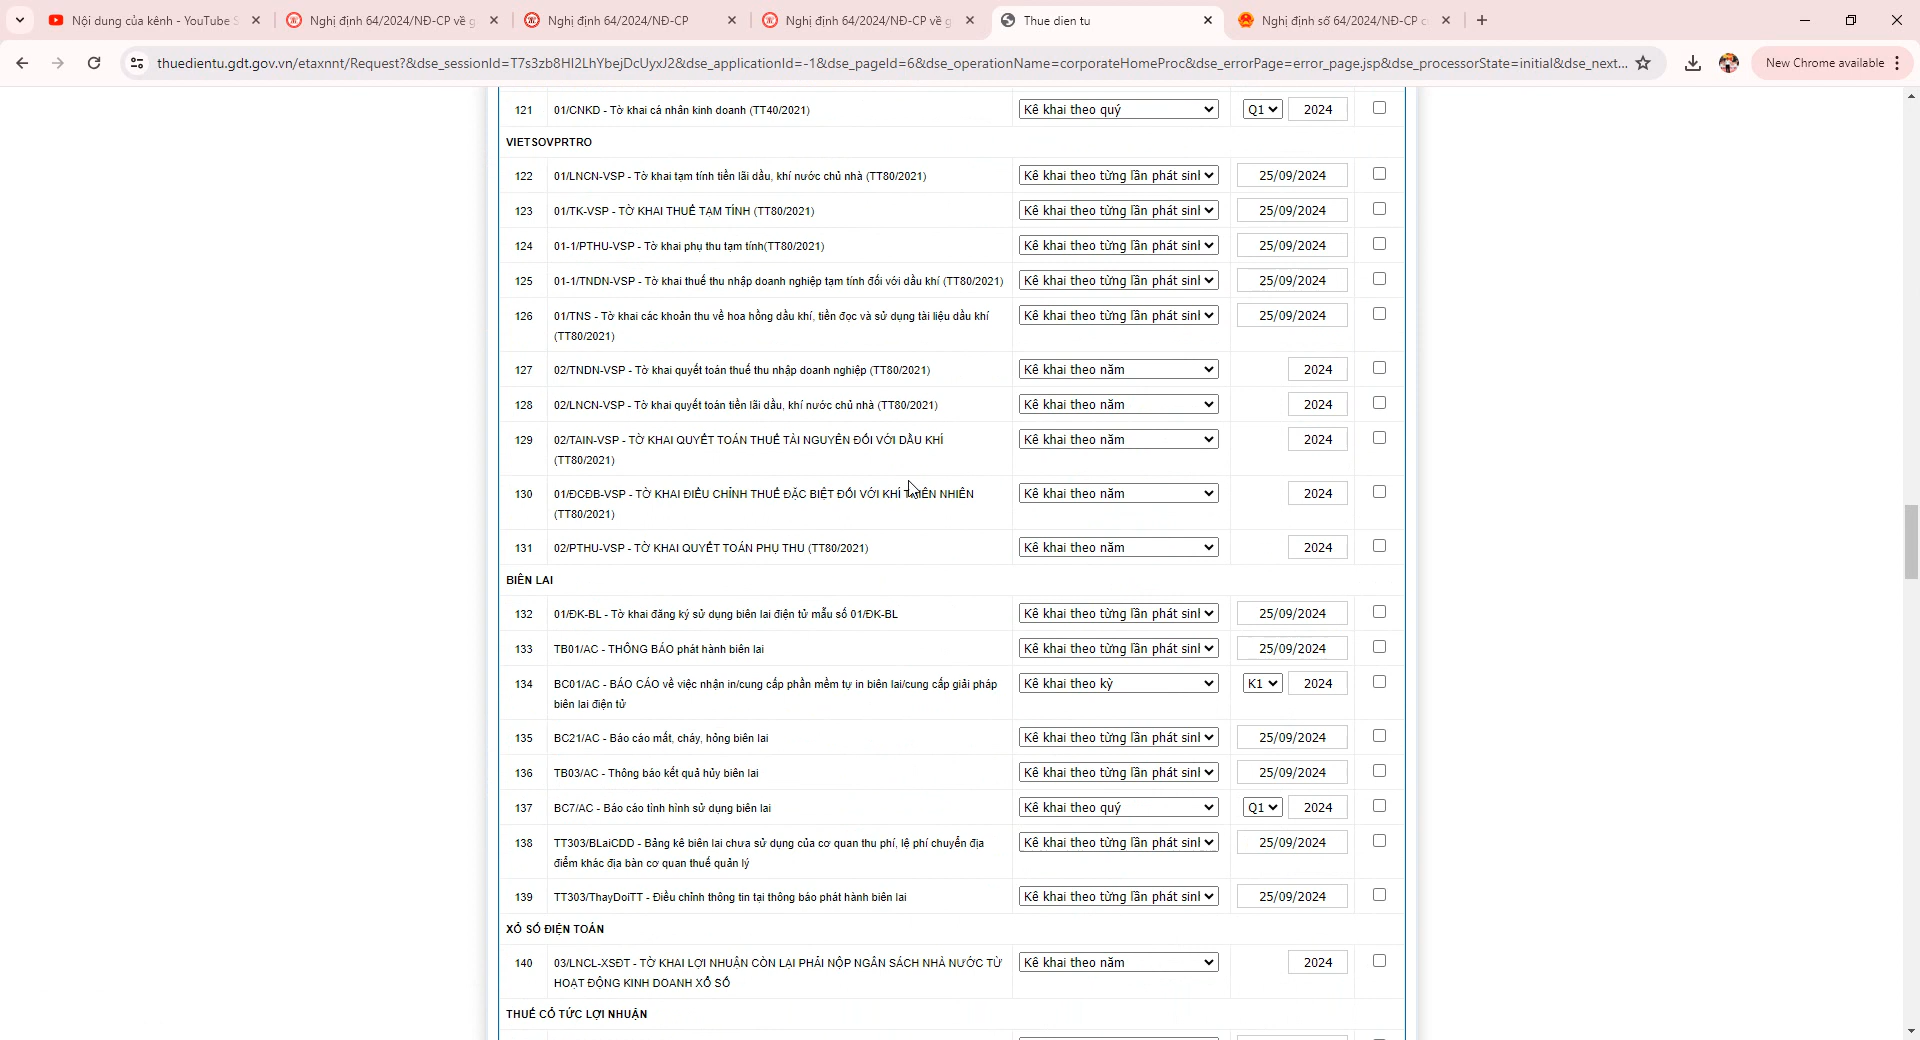 Nội dung của kênh - YouTube S
Nghị định 64/2024/NĐ-CP về g
Nghị định 64/2024/NĐ-CP
Nghị định 64/2024/NĐ-CP về g
Thue dien tu
Nghị định số 64/2024/NĐ-CP c
thuedientu.gdt.gov.vn/etaxnnt/Request?&dse_sessionId=T7s3zb8HI2LhYbejDcUyxJ2&dse_applicationId=-1&dse_pageId=6&dse_operationName=corporateHomeProc&dse_errorPage=error_page.jsp&dse_processorState=initial&dse_next...
New Chrome available
121 01/CNKD - Tờ khai cá nhân kinh doanh (TT40/2021) Kê khai theo quý Q1 2024
VIETSOVPRTRO
122 01/LNCN-VSP - Tờ khai tạm tính tiền lãi dầu, khí nước chủ nhà (TT80/2021) Kê khai theo từng lần phát sinh 25/09/2024
123 01/TK-VSP - TỜ KHAI THUẾ TẠM TÍNH (TT80/2021) Kê khai theo từng lần phát sinh 25/09/2024
124 01-1/PTHU-VSP - Tờ khai phụ thu tạm tính(TT80/2021) Kê khai theo từng lần phát sinh 25/09/2024
125 01-1/TNDN-VSP - Tờ khai thuế thu nhập doanh nghiệp tạm tính đối với dầu khí (TT80/2021) Kê khai theo từng lần phát sinh 25/09/2024
126 01/TNS - Tờ khai các khoản thu về hoa hồng dầu khí, tiền đọc và sử dụng tài liệu dầu khí Kê khai theo từng lần phát sinh 25/09/2024
(TT80/2021)
127 02/TNDN-VSP - Tờ khai quyết toán thuế thu nhập doanh nghiệp (TT80/2021) Kê khai theo năm 2024
128 02/LNCN-VSP - Tờ khai quyết toán tiền lãi dầu, khí nước chủ nhà (TT80/2021) Kê khai theo năm 2024
129 02/TAIN-VSP - TỜ KHAI QUYẾT TOÁN THUẾ TÀI NGUYÊN ĐỐI VỚI DẦU KHÍ Kê khai theo năm 2024
(TT80/2021)
130 01/ĐCĐB-VSP - TỜ KHAI ĐIỀU CHỈNH THUẾ ĐẶC BIỆT ĐỐI VỚI KHÍ THIÊN NHIÊN Kê khai theo năm 2024
(TT80/2021)
131 02/PTHU-VSP - TỜ KHAI QUYẾT TOÁN PHỤ THU (TT80/2021) Kê khai theo năm 2024
BIÊN LAI
132 01/ĐK-BL - Tờ khai đăng ký sử dụng biên lai điện tử mẫu số 01/ĐK-BL Kê khai theo từng lần phát sinh 25/09/2024
133 TB01/AC - THÔNG BÁO phát hành biên lai Kê khai theo từng lần phát sinh 25/09/2024
134 BC01/AC - BÁO CÁO về việc nhận in/cung cấp phần mềm tự in biên lai/cung cấp giải pháp Kê khai theo kỳ K1 2024
biên lai điện tử
135 BC21/AC - Báo cáo mất, cháy, hỏng biên lai Kê khai theo từng lần phát sinh 25/09/2024
136 TB03/AC - Thông báo kết quả hủy biên lai Kê khai theo từng lần phát sinh 25/09/2024
137 BC7/AC - Báo cáo tình hình sử dụng biên lai Kê khai theo quý Q1 2024
138 TT303/BLaiCDD - Bảng kê biên lai chưa sử dụng của cơ quan thu phí, lệ phí chuyển địa Kê khai theo từng lần phát sinh 25/09/2024
điểm khác địa bàn cơ quan thuế quản lý
139 TT303/ThayDoiTT - Điều chỉnh thông tin tại thông báo phát hành biên lai Kê khai theo từng lần phát sinh 25/09/2024
XỔ SỐ ĐIỆN TOÁN
140 03/LNCL-XSĐT - TỜ KHAI LỢI NHUẬN CÒN LẠI PHẢI NỘP NGÂN SÁCH NHÀ NƯỚC TỪ Kê khai theo năm 2024
HOẠT ĐỘNG KINH DOANH XỔ SỐ
THUẾ CỔ TỨC LỢI NHUẬN